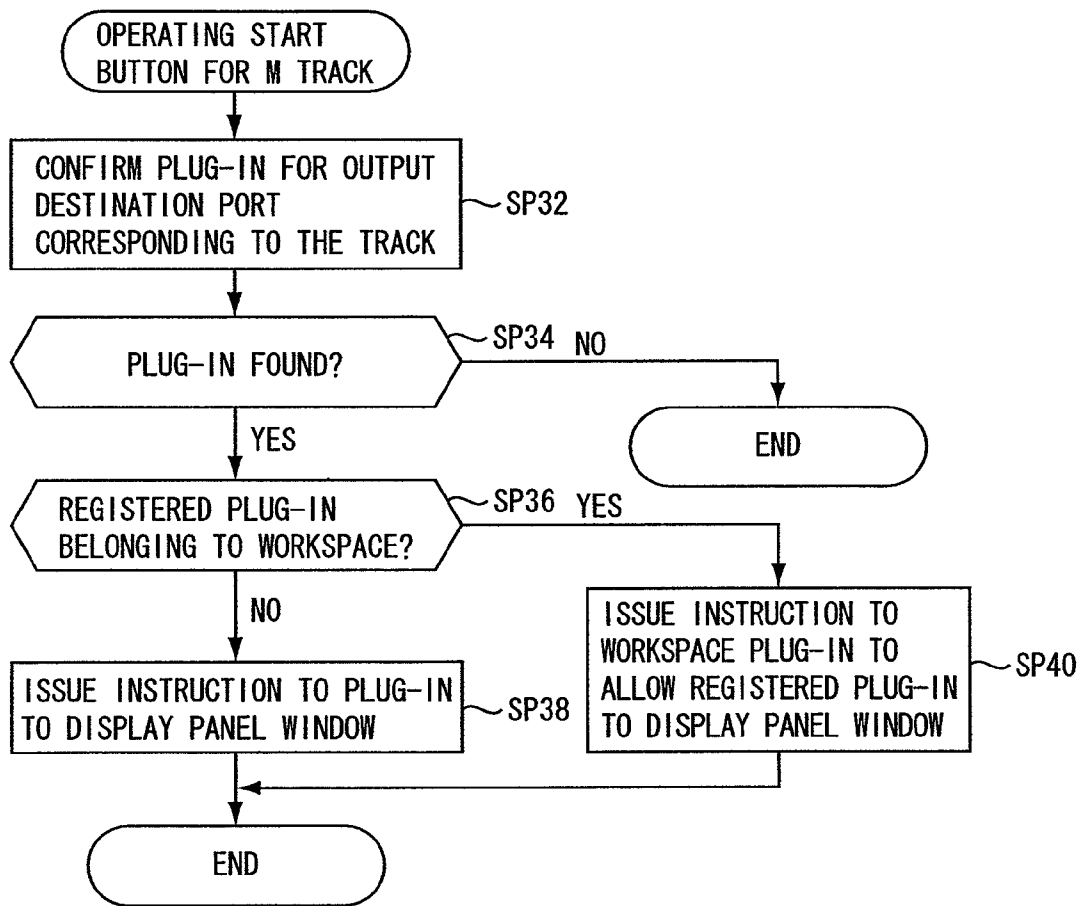 OPERATING START
BUTTON FOR M TRACK
CONFIRM PLUG-IN FOR OUTPUT
DESTINATION PORT
CORRESPONDING TO THE TRACK
SP32
PLUG-IN FOUND?
SP34
NO
END
YES
REGISTERED PLUG-IN
BELONGING TO WORKSPACE?
SP36
YES
NO
ISSUE INSTRUCTION TO
WORKSPACE PLUG-IN TO
ALLOW REGISTERED PLUG-IN
TO DISPLAY PANEL WINDOW
SP40
ISSUE INSTRUCTION TO PLUG-IN
TO DISPLAY PANEL WINDOW
SP38
END